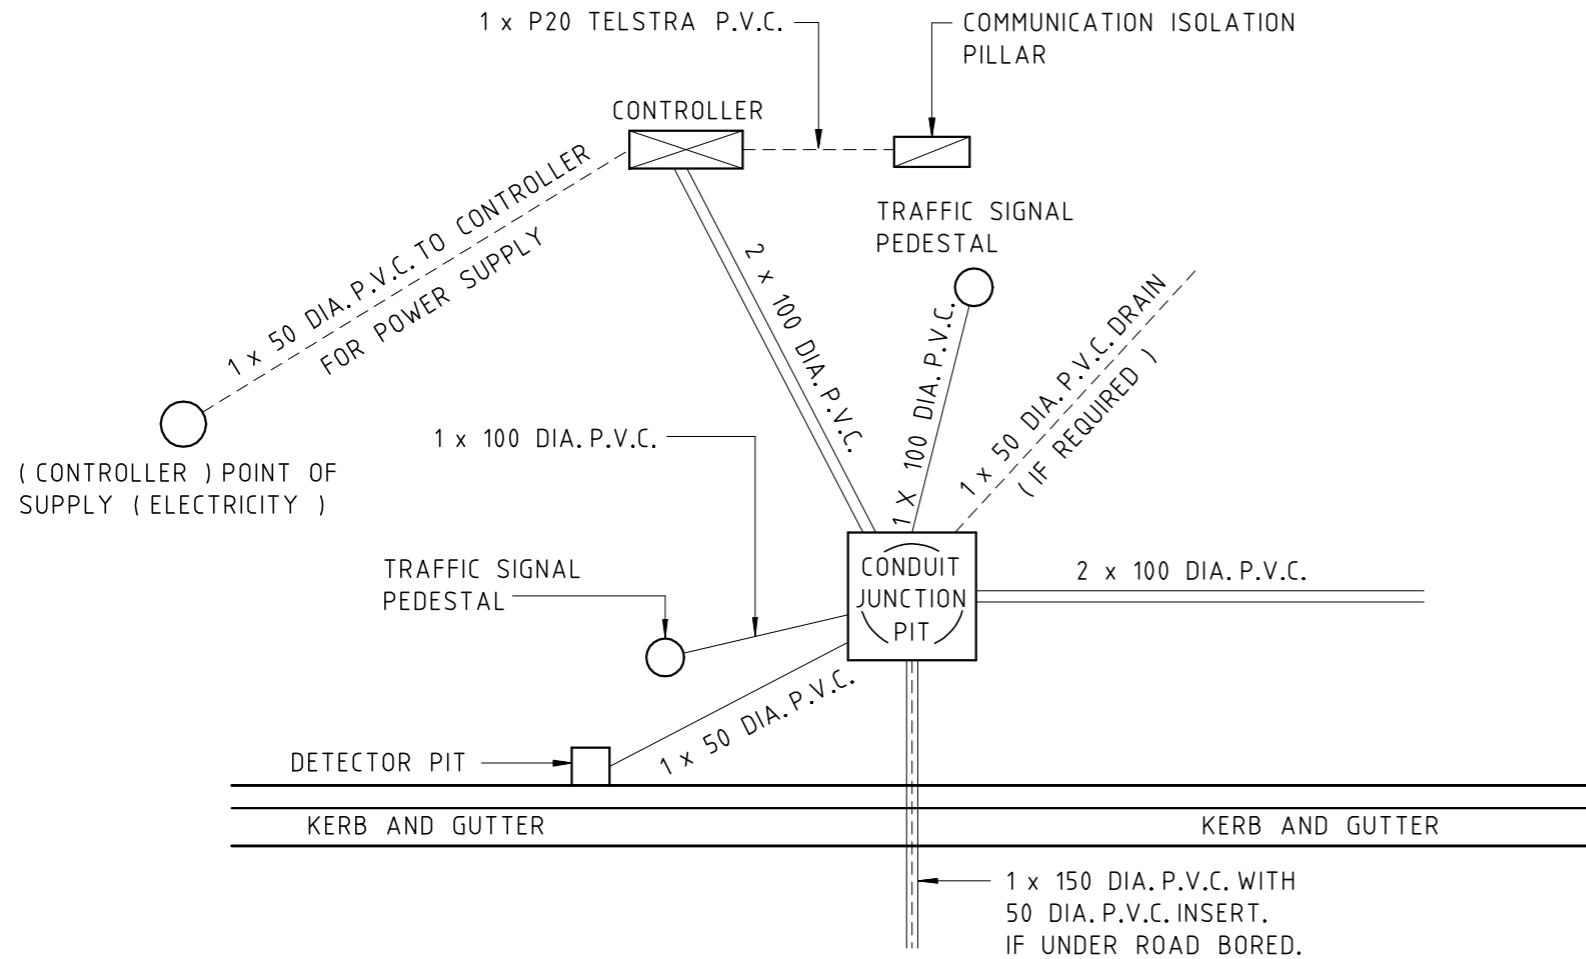 1 x P20 TELSTRA P.V.C.
COMMUNICATION ISOLATION
PILLAR
CONTROLLER
1 x 50 DIA. P.V.C. TO CONTROLLER
FOR POWER SUPPLY
TRAFFIC SIGNAL
PEDESTAL
2 x 100 DIA. P.V.C.
1 X 100 DIA. P.V.C.
1 x 50 DIA. P.V.C. DRAIN
( IF REQUIRED )
1 x 100 DIA. P.V.C.
( CONTROLLER ) POINT OF
SUPPLY ( ELECTRICITY )
TRAFFIC SIGNAL
PEDESTAL
CONDUIT
JUNCTION
PIT
2 x 100 DIA. P.V.C.
1 x 50 DIA. P.V.C.
DETECTOR PIT
KERB AND GUTTER
KERB AND GUTTER
1 x 150 DIA. P.V.C. WITH
50 DIA. P.V.C. INSERT.
IF UNDER ROAD BORED.